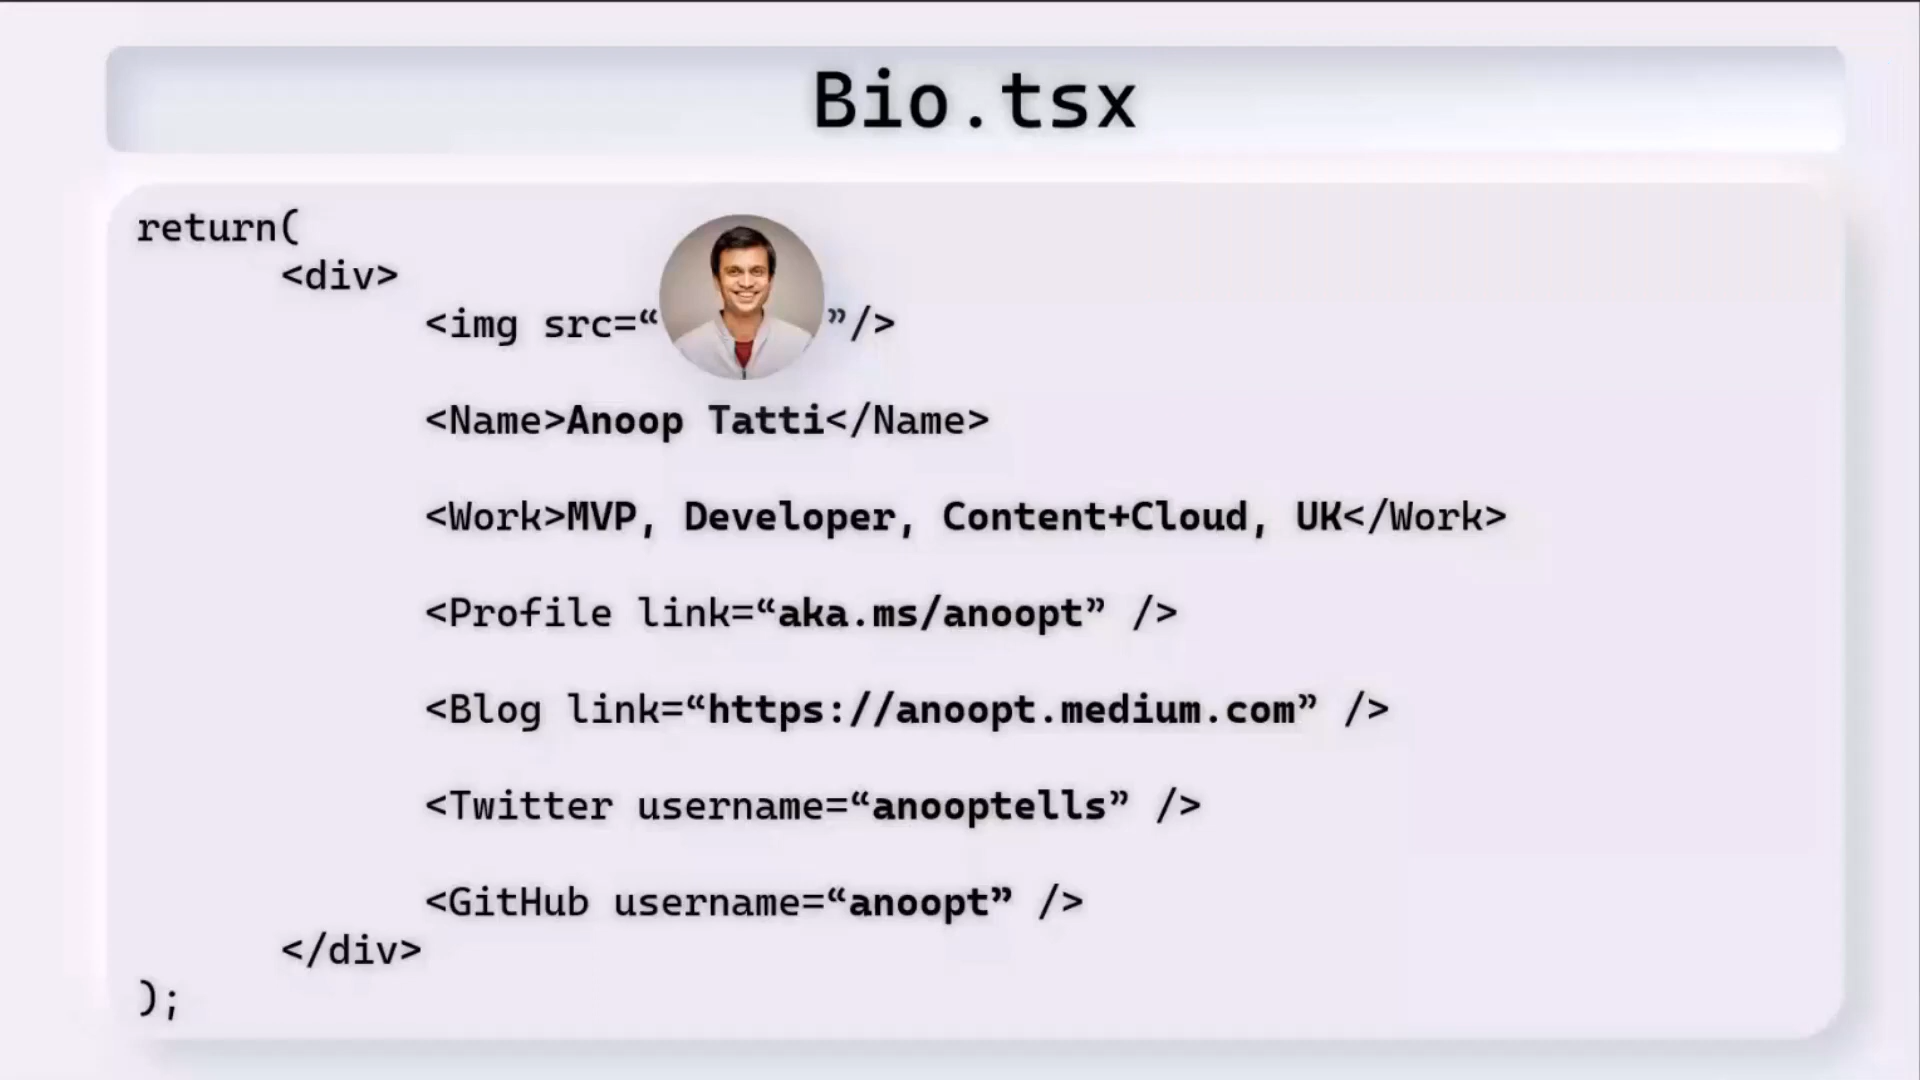 Bio.tsx
return(
<div>
<img src=“ ”/>
<Name>Anoop Tatti</Name>
<Work>MVP, Developer, Content+Cloud, UK</Work>
<Profile link=“aka.ms/anoopt” />
<Blog link=“https://anoopt.medium.com” />
<Twitter username=“anooptells” />
<GitHub username=“anoopt” />
</div>
);